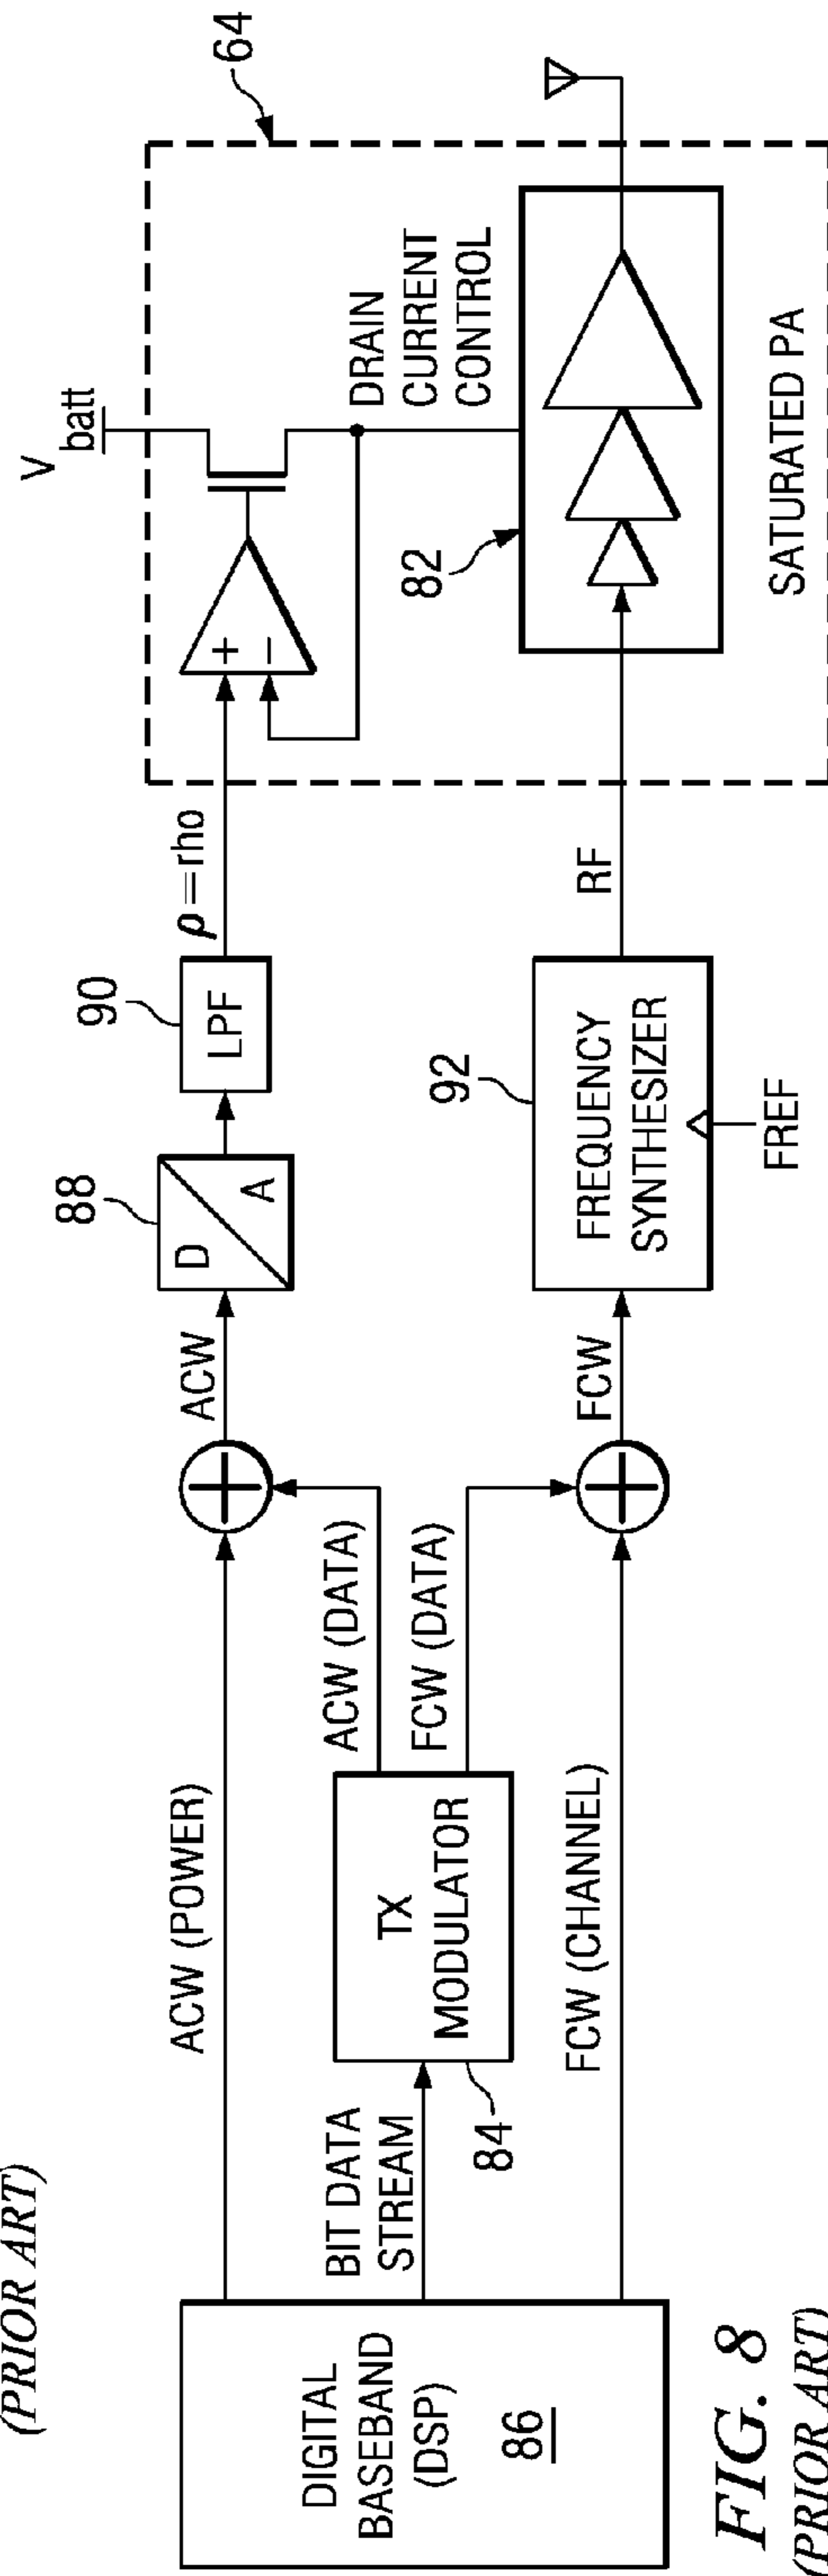 (PRIOR ART)
64
V
batt
DRAIN
CURRENT
CONTROL
+
−
82
SATURATED PA
ρ=rho
RF
90
LPF
88
D
A
92
FREQUENCY
SYNTHESIZER
FREF
ACW
FCW
ACW (POWER)
ACW (DATA)
FCW (DATA)
FCW (CHANNEL)
TX
MODULATOR
84
BIT DATA
STREAM
DIGITAL
BASEBAND
(DSP)
86
FIG. 8
(PRIOR ART)